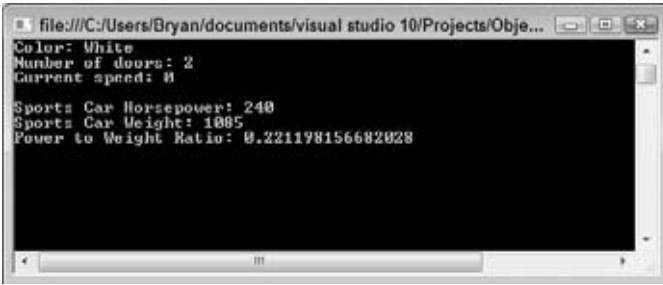 file:///C:/Users/Bryan/documents/visual studio 10/Projects/Obje...
Color: White
Number of doors: 2
Current speed: 0
Sports Car Horsepower: 240
Sports Car Weight: 1085
Power to Weight Ratio: 0.221198156682028